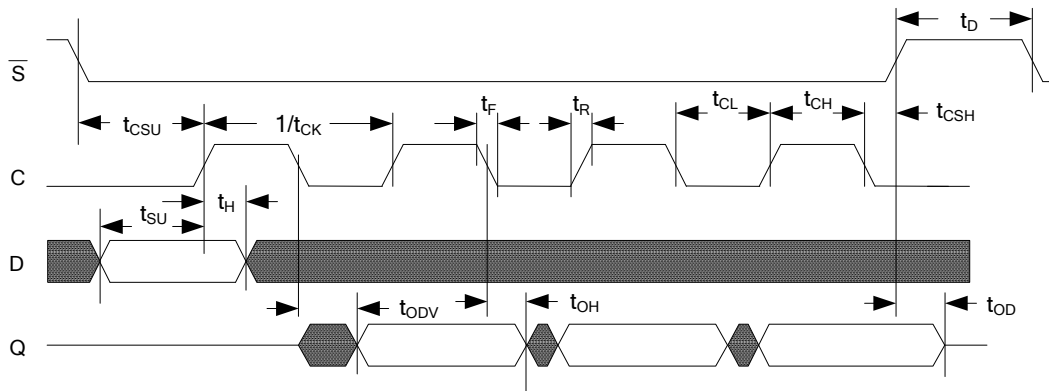 t_D
S̅
t_F t_R t_CL t_CH
t_CSU 1/t_CK t_CSH
C
t_SU t_H
D
t_ODV t_OH t_OD
Q